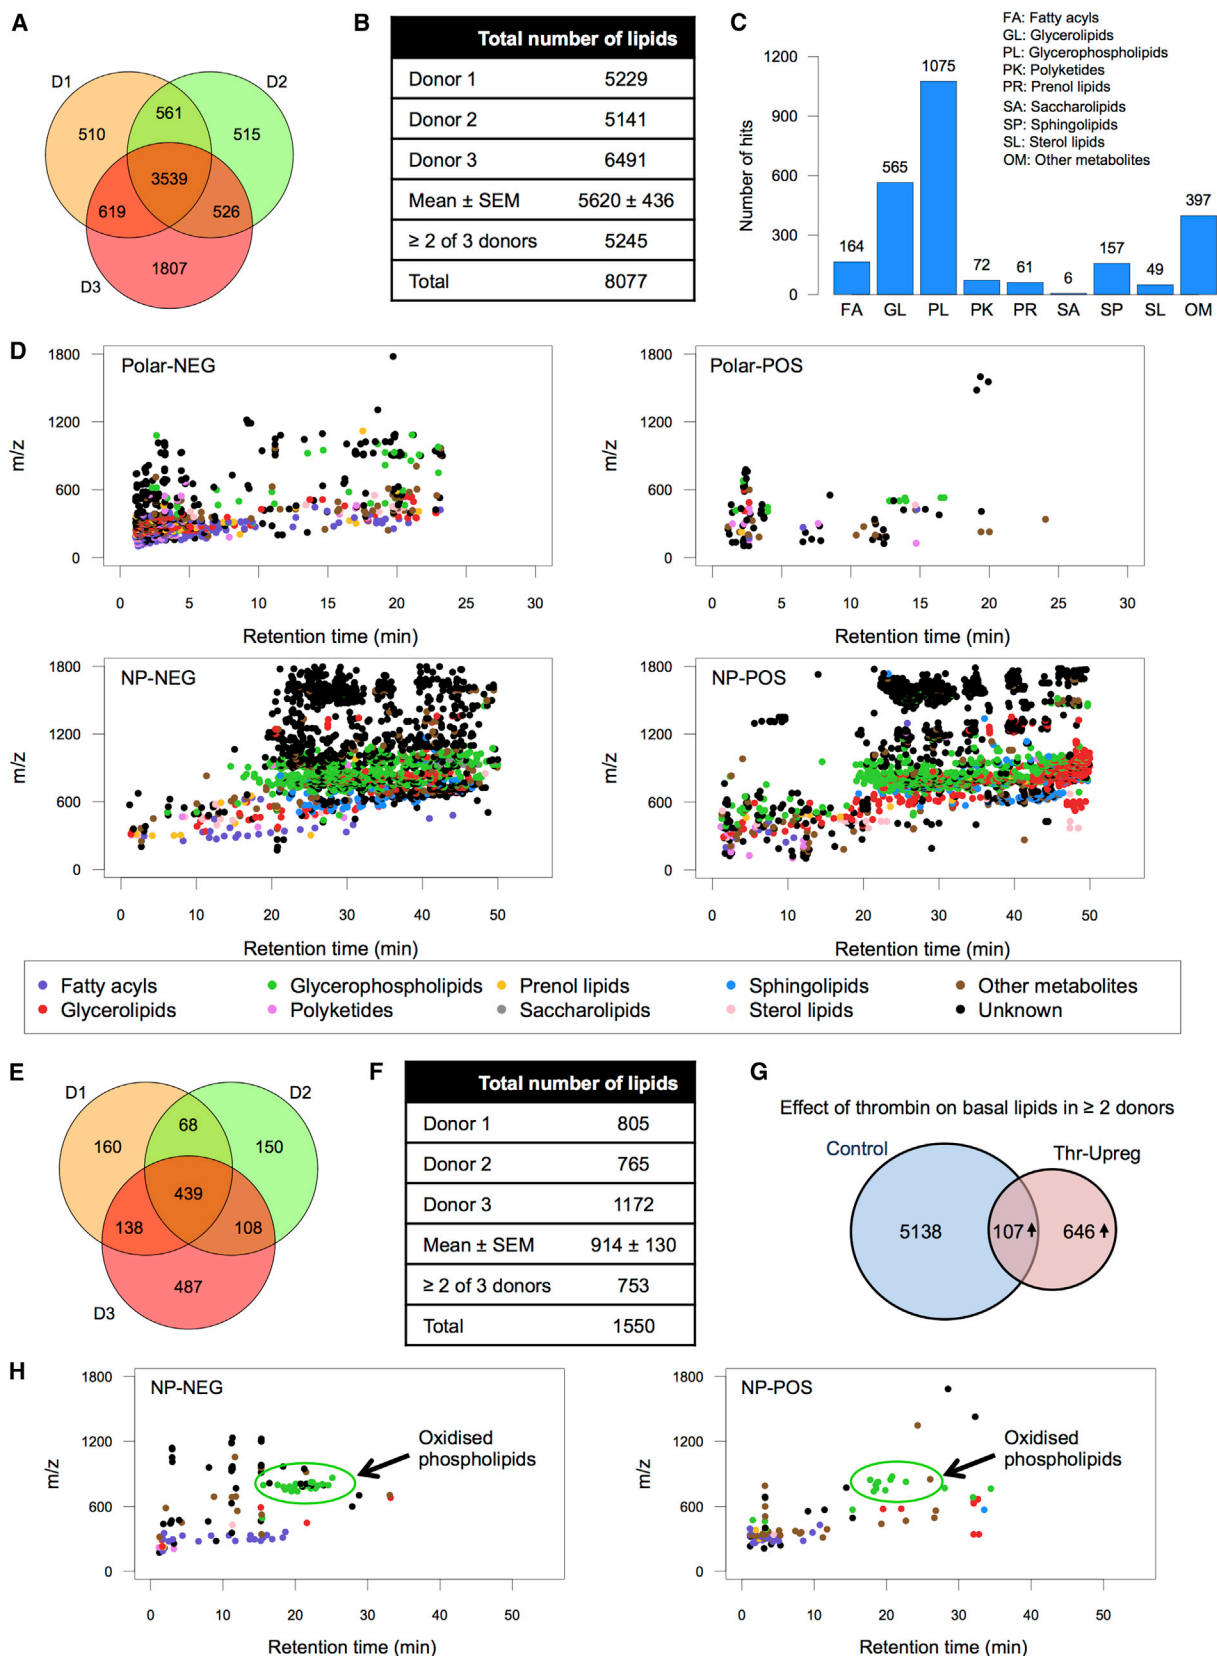 A
D1
D2
510
561
515
3539
619
526
1807
D3
B
Total number of lipids
Donor 1 5229
Donor 2 5141
Donor 3 6491
Mean ± SEM 5620 ± 436
≥ 2 of 3 donors 5245
Total 8077
C
FA: Fatty acyls
GL: Glycerolipids
PL: Glycerophospholipids
PK: Polyketides
PR: Prenol lipids
SA: Saccharolipids
SP: Sphingolipids
SL: Sterol lipids
OM: Other metabolites
Number of hits
1200
900
600
300
0
164
565
1075
72
61
6
157
49
397
FA GL PL PK PR SA SP SL OM
D
Polar-NEG
m/z
1800
1200
600
0
0 5 10 15 20 25 30
Retention time (min)
Polar-POS
m/z
1800
1200
600
0
0 5 10 15 20 25 30
Retention time (min)
NP-NEG
m/z
1800
1200
600
0
0 10 20 30 40 50
Retention time (min)
NP-POS
m/z
1800
1200
600
0
0 10 20 30 40 50
Retention time (min)
Fatty acyls Glycerophospholipids Prenol lipids Sphingolipids Other metabolites
Glycerolipids Polyketides Saccharolipids Sterol lipids Unknown
E
D1
D2
160
68
150
439
138
108
487
D3
F
Total number of lipids
Donor 1 805
Donor 2 765
Donor 3 1172
Mean ± SEM 914 ± 130
≥ 2 of 3 donors 753
Total 1550
G
Effect of thrombin on basal lipids in ≥ 2 donors
Control
Thr-Upreg
5138
107
646
H
NP-NEG
Oxidised
phospholipids
m/z
1800
1200
600
0
0 10 20 30 40 50
Retention time (min)
NP-POS
Oxidised
phospholipids
m/z
1800
1200
600
0
0 10 20 30 40 50
Retention time (min)